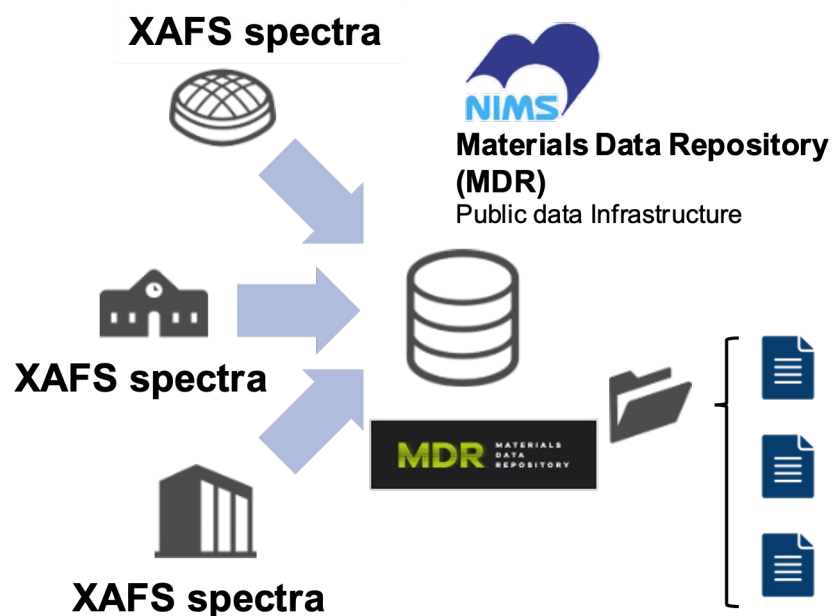 XAFS spectra
NIMS
Materials Data Repository
(MDR)
Public data Infrastructure
XAFS spectra
MDR
MATERIALS
DATA
REPOSITORY
XAFS spectra